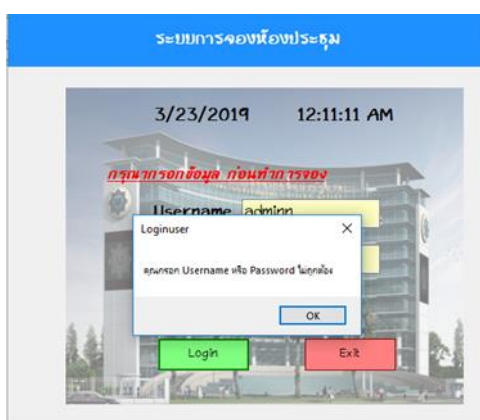 ระบบการจองห้องประชุม
3/23/2019 12:11:11 AM
กรุณากรอกข้อมูล ก่อนทำการจอง
Username adminn
Loginuser
คุณกรอก Username หรือ Password ไม่ถูกต้อง
OK
Login Exit